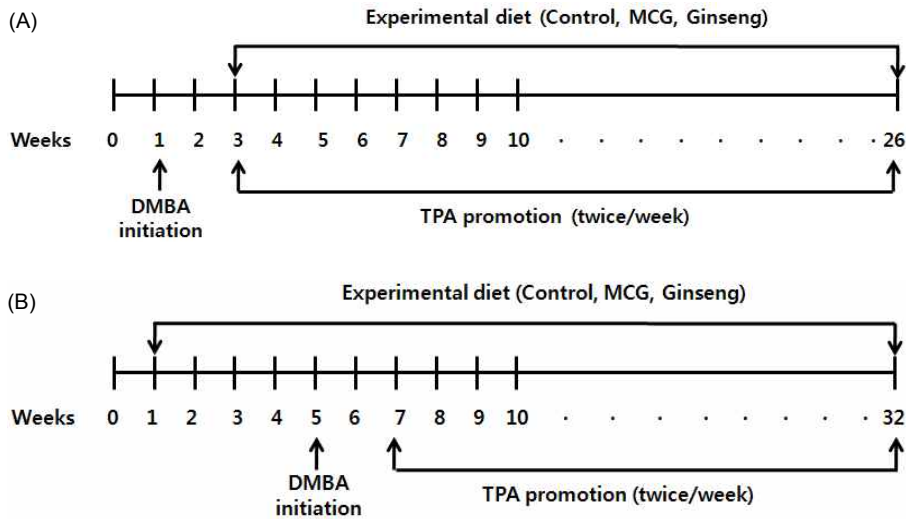 (A)
Experimental diet (Control, MCG, Ginseng)
Weeks 0 1 2 3 4 5 6 7 8 9 10 · · · · · · · · · 26
DMBA
initiation
TPA promotion (twice/week)
(B)
Experimental diet (Control, MCG, Ginseng)
Weeks 0 1 2 3 4 5 6 7 8 9 10 · · · · · · · · 32
DMBA
initiation
TPA promotion (twice/week)